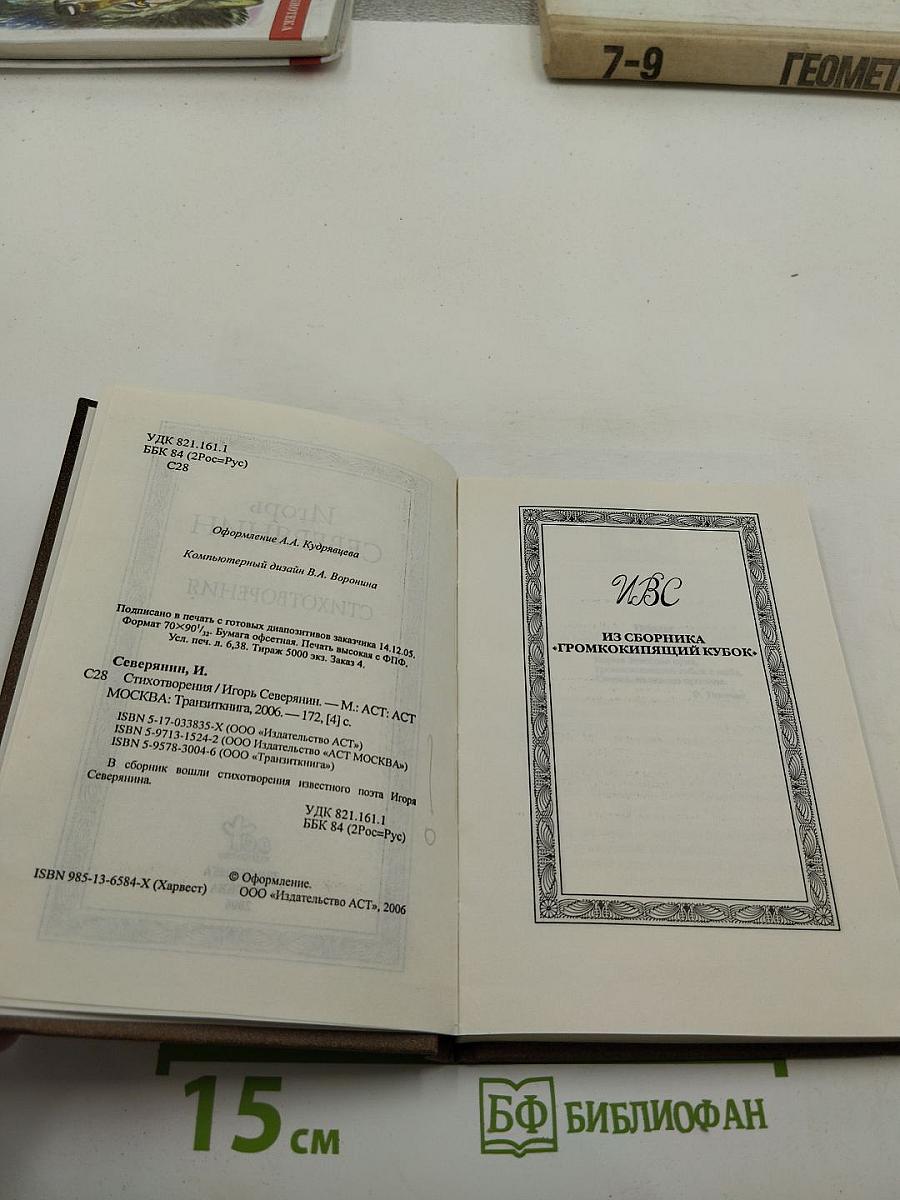 ИОТЕКА
7-9
ГЕОМЕТ
УДК 821.161.1
ББК 84 (2Рос=Рус)
С28
Оформление А.А. Кудрявцева
Компьютерный дизайн В.А. Воронина
Подписано в печать с готовых диапозитивов заказчика 14.12.05.
Формат 70×90¹/₃₂. Бумага офсетная. Печать высокая с ФПФ.
Усл. печ. л. 6,38. Тираж 5000 экз. Заказ 4.
Северянин, И.
С28 Стихотворения / Игорь Северянин. — М.: АСТ: АСТ
МОСКВА: Транзиткнига, 2006. — 172, [4] с.
ISBN 5-17-033835-X (ООО «Издательство АСТ»)
ISBN 5-9713-1524-2 (ООО Издательство «АСТ МОСКВА»)
ISBN 5-9578-3004-6 (ООО «Транзиткнига»)
В сборник вошли стихотворения известного поэта Игоря
Северянина.
УДК 821.161.1
ББК 84 (2Рос=Рус)
© Оформление.
ООО «Издательство АСТ», 2006
ISBN 985-13-6584-X (Харвест)
ИВС
ИЗ СБОРНИКА
«ГРОМКОКИПЯЩИЙ КУБОК»
15 см
БФ БИБЛИОФАН